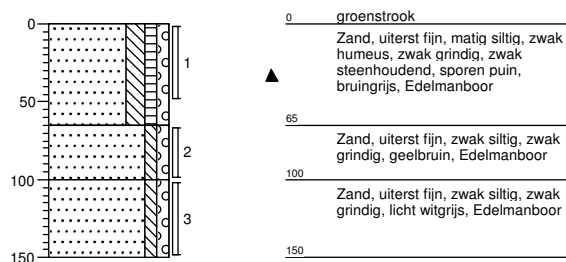 0
50
100
150
1
2
3
0 groenstrook
Zand, uiterst fijn, matig siltig, zwak
humeus, zwak grindig, zwak
steenhoudend, sporen puin,
bruingrijs, Edelmanboor
65
Zand, uiterst fijn, zwak siltig, zwak
grindig, geelbruin, Edelmanboor
100
Zand, uiterst fijn, zwak siltig, zwak
grindig, licht witgrijs, Edelmanboor
150